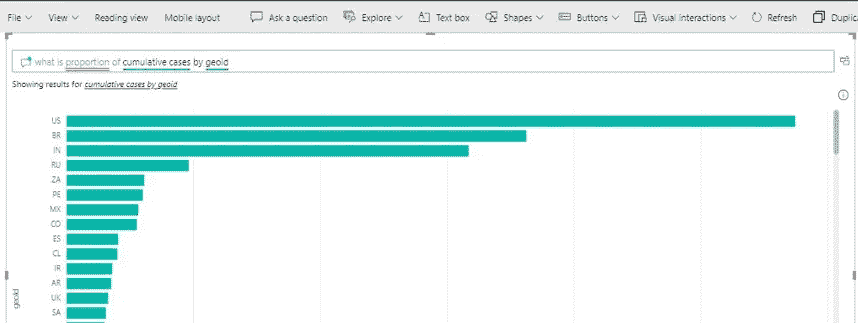 File View Reading view Mobile layout Ask a question Explore Text box Shapes Buttons Visual interactions Refresh Duplic
what is proportion of cumulative cases by geoid
Showing results for cumulative cases by geoid
US
BR
IN
RU
ZA
PE
MX
CO
ES
CL
IR
AR
UK
SA
geoid